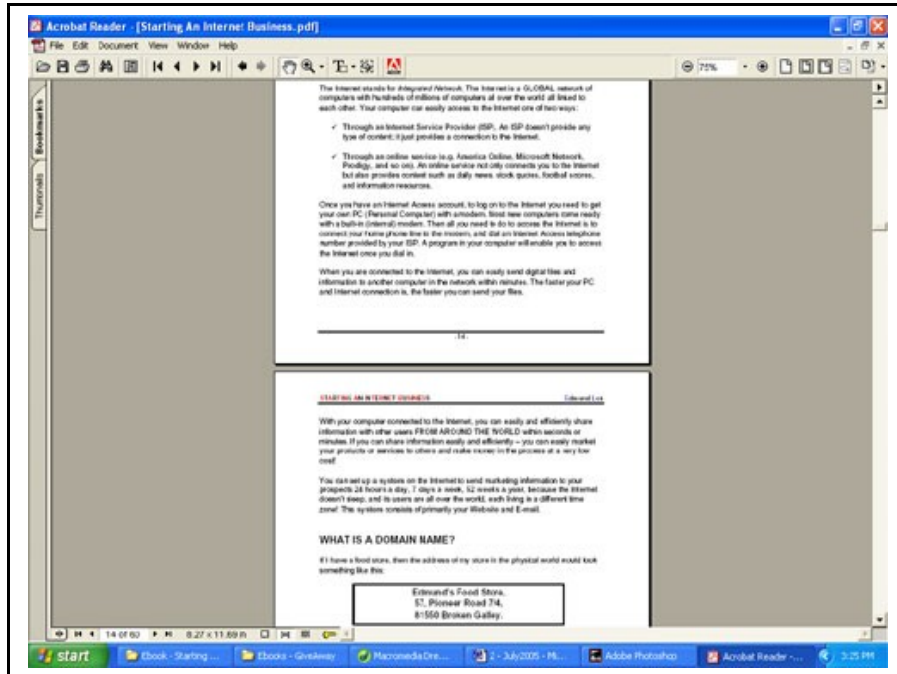 Acrobat Reader - [Starting An Internet Business.pdf]
File Edit Document View Window Help
75%
Bookmarks
Thumbnails
The Internet stands for Integrated Network. The Internet is a GLOBAL network of
computers with hundreds of millions of computers all over the world all linked to
each other. Your computer can easily access to the Internet one of two ways:
✓ Through an Internet Service Provider (ISP). An ISP doesn't provide any
type of content; it just provides a connection to the Internet.
✓ Through an online service (e.g. America Online, Microsoft Network,
Prodigy, and so on). An online service not only connects you to the Internet
but also provides content such as daily news, stock quotes, football scores,
and information resources.
Once you have an Internet Access account, to log on to the Internet you need to get
your own PC (Personal Computer) with a modem. Most new computers come ready
with a built-in (internal) modem. Then all you need to do to access the Internet is to
connect your home phone line to the modem, and dial an Internet Access telephone
number provided by your ISP. A program in your computer will enable you to access
the Internet once you dial in.
When you are connected to the Internet, you can easily send digital files and
information to another computer in the network within minutes. The faster your PC
and Internet connection is, the faster you can send your files.
- 14 -
STARTING AN INTERNET BUSINESS Edmund Loh
With your computer connected to the Internet, you can easily and efficiently share
information with other users FROM AROUND THE WORLD within seconds or
minutes. If you can share information easily and efficiently – you can easily market
your products or services to others and make money in the process at a very low
cost!
You can set up a system on the Internet to send marketing information to your
prospects 24 hours a day, 7 days a week, 52 weeks a year, because the Internet
doesn't sleep, and its users are all over the world, each living in a different time
zone! This system consists of primarily your Website and E-mail.
WHAT IS A DOMAIN NAME?
If I have a food store, then the address of my store in the physical world would look
something like this:
Edmund's Food Store,
57, Pioneer Road 7/4,
81550 Broken Galley.
14 of 60 8.27 x 11.69 in
start Ebook - Starting ... Ebooks - GiveAway Macromedia Dre... 2 - July2005 - Mi... Adobe Photoshop Acrobat Reader -... 3:25 PM